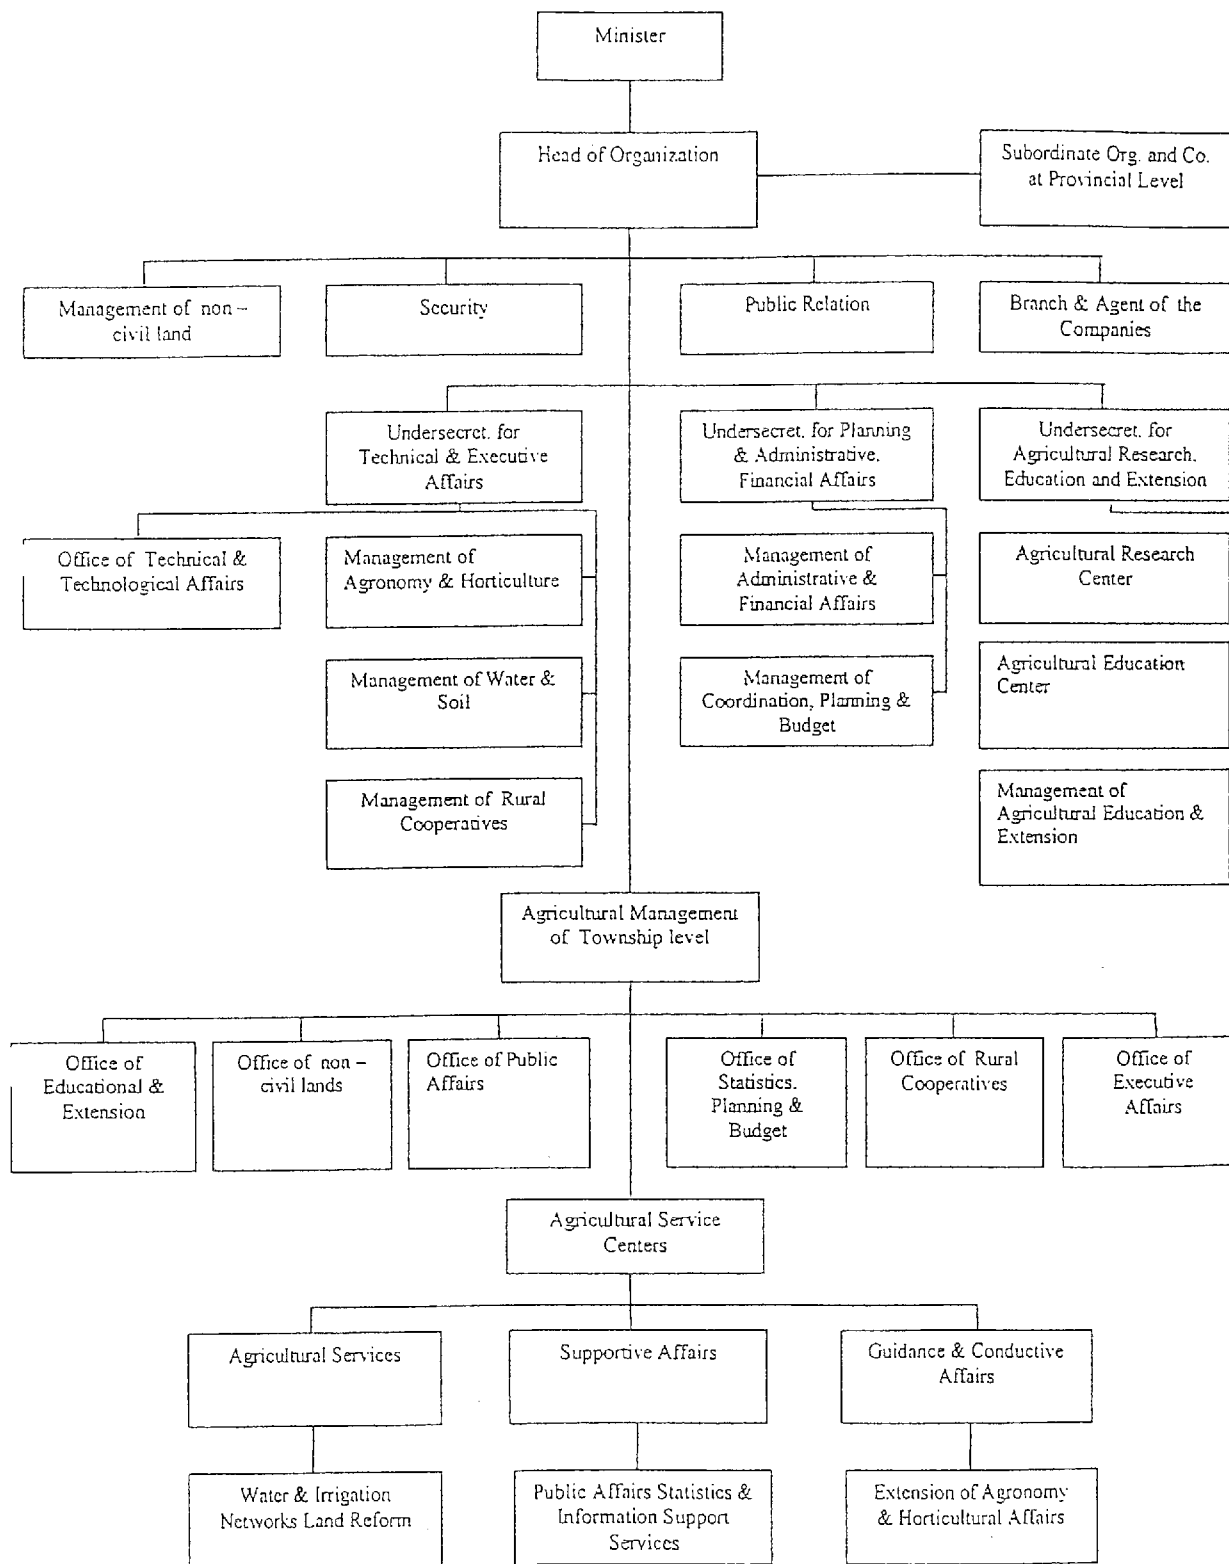 Minister
Head of Organization
Subordinate Org. and Co.
at Provincial Level
Management of non –
civil land
Security
Public Relation
Branch & Agent of the
Companies
Undersecret. for
Technical & Executive
Affairs
Undersecret. for Planning
& Administrative.
Financial Affairs
Undersecret. for
Agricultural Research.
Education and Extension
Office of Technical &
Technological Affairs
Management of
Agronomy & Horticulture
Management of
Administrative &
Financial Affairs
Agricultural Research
Center
Management of Water &
Soil
Management of
Coordination, Planning &
Budget
Agricultural Education
Center
Management of Rural
Cooperatives
Management of
Agricultural Education &
Extension
Agricultural Management
of Township level
Office of
Educational &
Extension
Office of non –
civil lands
Office of Public
Affairs
Office of
Statistics.
Planning &
Budget
Office of Rural
Cooperatives
Office of
Executive
Affairs
Agricultural Service
Centers
Agricultural Services
Supportive Affairs
Guidance & Conductive
Affairs
Water & Irrigation
Networks Land Reform
Public Affairs Statistics &
Information Support
Services
Extension of Agronomy
& Horticultural Affairs